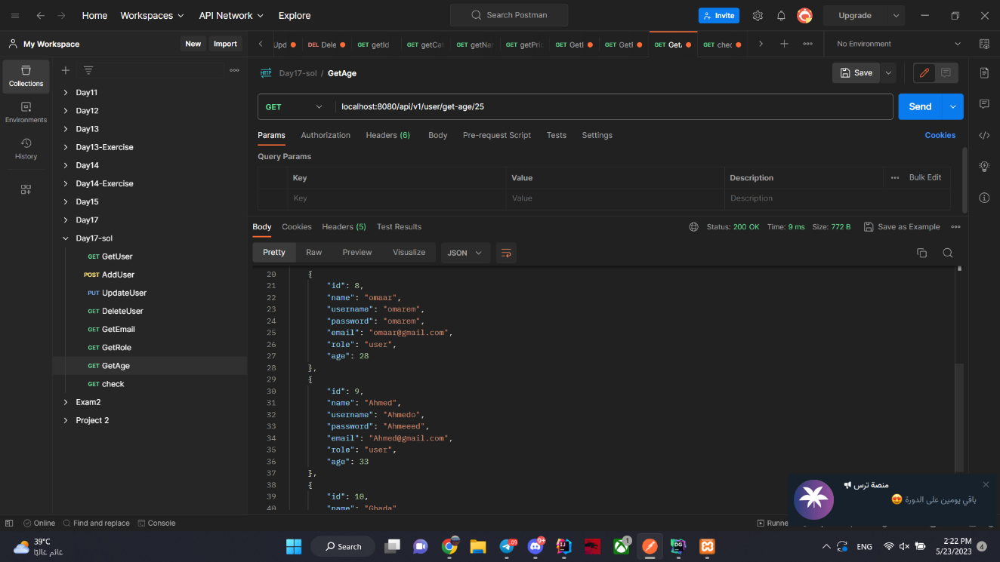 Home Workspaces API Network Explore
Search Postman
Invite
Upgrade
My Workspace
New Import
Upd DEL Dele GET getId GET getCat GET getNar GET getPric GET GetI GET GetI GET GetA GET chec
No Environment
Collections
Environments
History
Day11
Day12
Day13
Day13-Exercise
Day14
Day14-Exercise
Day15
Day17
Day17-sol
GET GetUser
POST AddUser
PUT UpdateUser
GET DeleteUser
GET GetEmail
GET GetRole
GET GetAge
GET check
Exam2
Project 2
HTTP Day17-sol / GetAge
Save
GET localhost:8080/api/v1/user/get-age/25
Send
Params Authorization Headers (6) Body Pre-request Script Tests Settings
Cookies
Query Params
Key Value Description Bulk Edit
Key Value Description
Body Cookies Headers (5) Test Results
Status: 200 OK Time: 9 ms Size: 772 B Save as Example
Pretty Raw Preview Visualize JSON
20 {
21 "id": 8,
22 "name": "omaar",
23 "username": "omarem",
24 "password": "omarem",
25 "email": "omaar@gmail.com",
26 "role": "user",
27 "age": 28
28 },
29 {
30 "id": 9,
31 "name": "Ahmed",
32 "username": "Ahmedo",
33 "password": "Ahmeeed",
34 "email": "Ahmed@gmail.com",
35 "role": "user",
36 "age": 33
37 },
38 {
39 "id": 10,
40 "name": "Ghada"
منصة ترس
باقي يومين على الدورة 😍
Online Find and replace Console
Runne
39°C
غائم غالبًا
Search
ENG
2:22 PM
5/23/2023
4